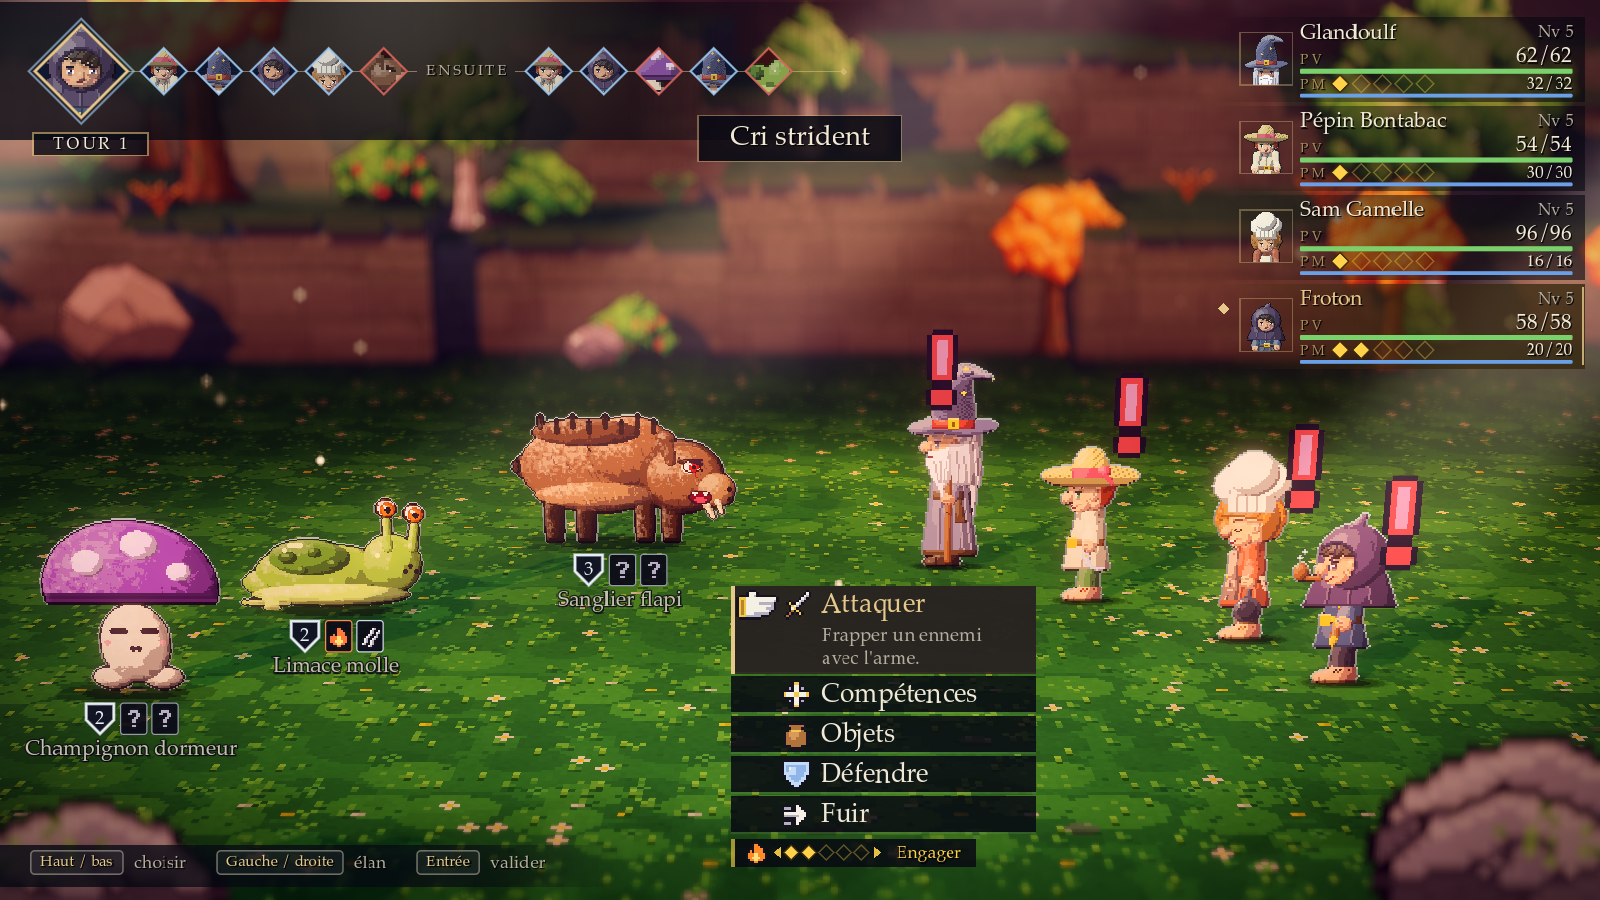 ENSUITE
TOUR 1
Cri strident
Glandoulf Nv 5
PV 62/62
PM 32/32
Pépin Bontabac Nv 5
PV 54/54
PM 30/30
Sam Gamelle Nv 5
PV 96/96
PM 16/16
Froton Nv 5
PV 58/58
PM 20/20
3 ? ?
Sanglier flapi
2
Limace molle
2 ? ?
Champignon dormeur
Attaquer
Frapper un ennemi
avec l'arme.
Compétences
Objets
Défendre
Fuir
Engager
Haut / bas choisir Gauche / droite élan Entrée valider